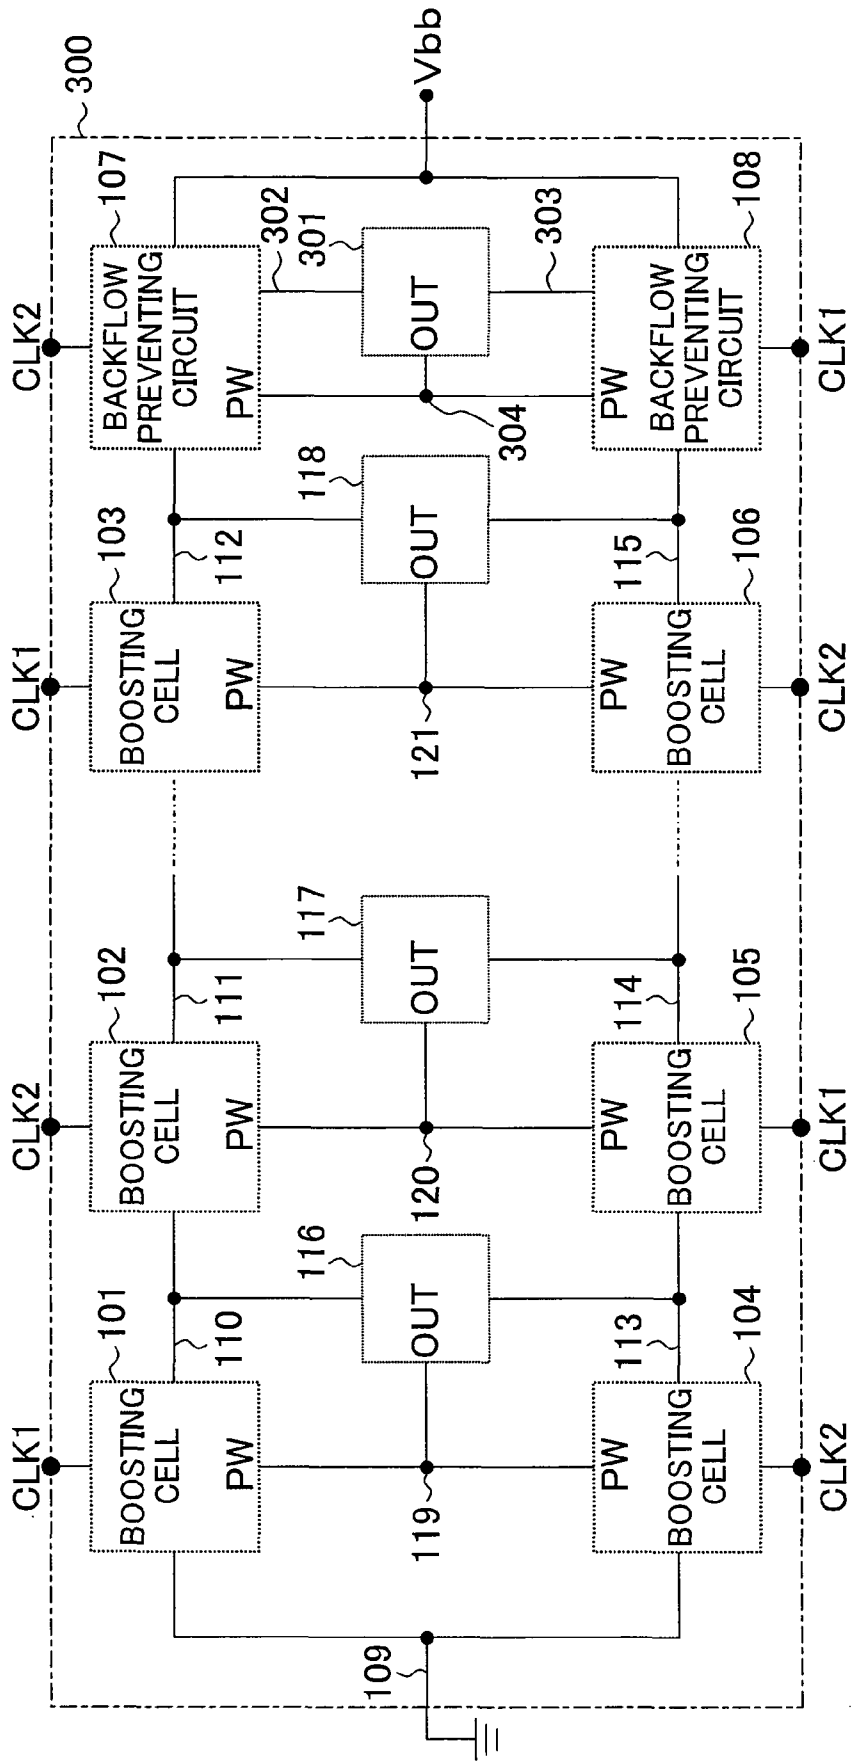 300
CLK1
CLK2
CLK1
CLK2
101
102
103
107
BOOSTING
CELL
PW
BOOSTING
CELL
PW
BOOSTING
CELL
PW
BACKFLOW
PREVENTING
CIRCUIT
PW
110
111
112
302
116
117
118
301
OUT
OUT
OUT
OUT
109
119
120
121
304
Vbb
113
114
115
303
104
105
106
108
PW
BOOSTING
CELL
PW
BOOSTING
CELL
PW
BOOSTING
CELL
PW
BACKFLOW
PREVENTING
CIRCUIT
CLK2
CLK1
CLK2
CLK1